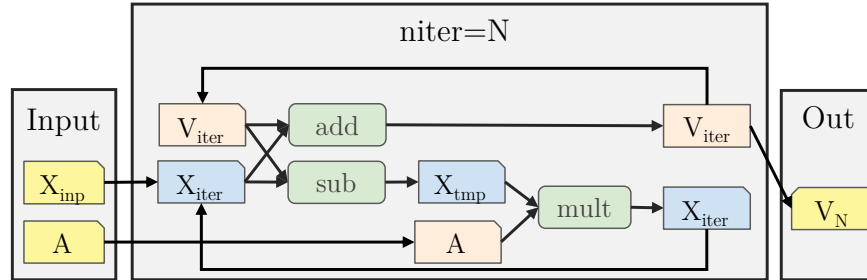 niter=N
Input
Out
V_iter
add
V_iter
X_inp
X_iter
sub
X_tmp
mult
X_iter
V_N
A
A